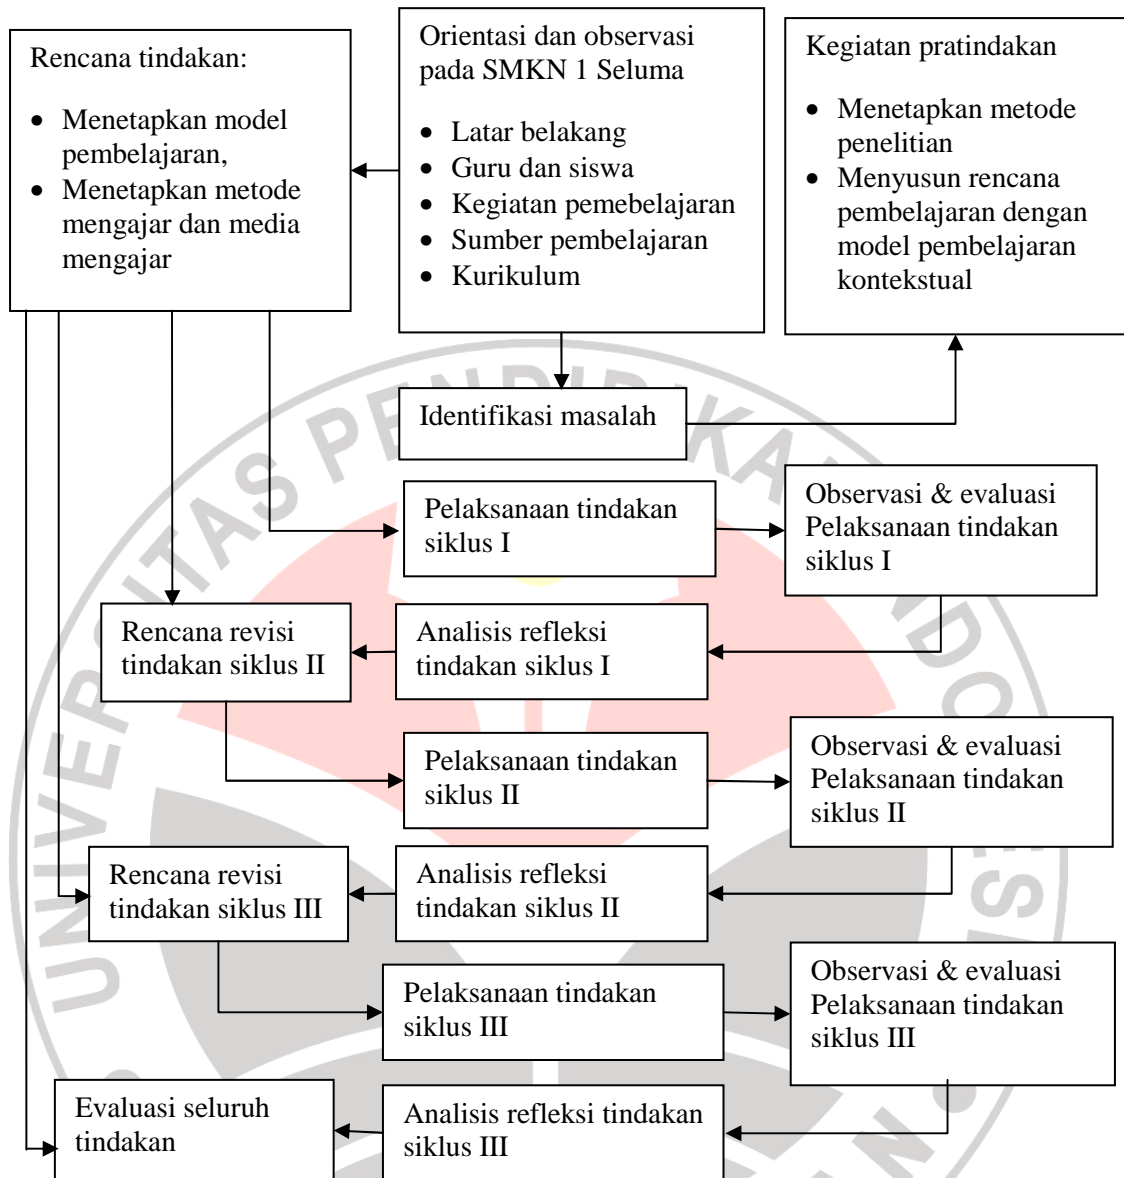 Rencana tindakan:
• Menetapkan model
pembelajaran,
• Menetapkan metode
mengajar dan media
mengajar
Orientasi dan observasi
pada SMKN 1 Seluma
• Latar belakang
• Guru dan siswa
• Kegiatan pemebelajaran
• Sumber pembelajaran
• Kurikulum
Kegiatan pratindakan
• Menetapkan metode
penelitian
• Menyusun rencana
pembelajaran dengan
model pembelajaran
kontekstual
Identifikasi masalah
Pelaksanaan tindakan
siklus I
Observasi & evaluasi
Pelaksanaan tindakan
siklus I
Rencana revisi
tindakan siklus II
Analisis refleksi
tindakan siklus I
Pelaksanaan tindakan
siklus II
Observasi & evaluasi
Pelaksanaan tindakan
siklus II
Rencana revisi
tindakan siklus III
Analisis refleksi
tindakan siklus II
Pelaksanaan tindakan
siklus III
Observasi & evaluasi
Pelaksanaan tindakan
siklus III
Evaluasi seluruh
tindakan
Analisis refleksi tindakan
siklus III